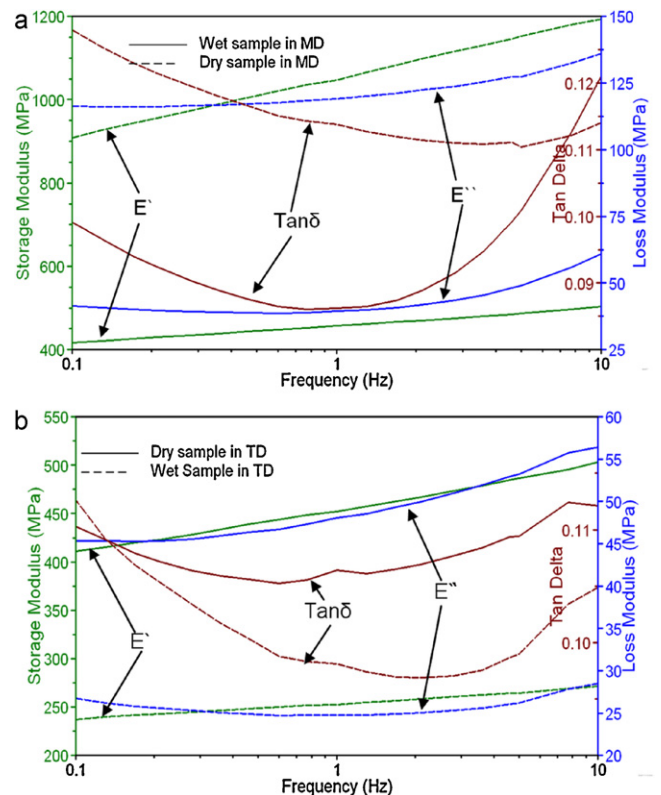 a
1200
1000
900
800
700
600
500
400
Storage Modulus (MPa)
Wet sample in MD
Dry sample in MD
150
125
100
75
50
25
Loss Modulus (MPa)
0.12
0.11
0.10
0.09
Tan Delta
E`
Tanδ
E``
0.1
1
10
Frequency (Hz)
b
550
500
450
400
350
300
250
200
Storage Modulus (MPa)
Dry sample in TD
Wet Sample in TD
60
55
50
45
40
35
30
25
20
Loss Modulus (MPa)
0.11
0.10
Tan Delta
E`
Tanδ
E"
0.1
1
10
Frequency (Hz)